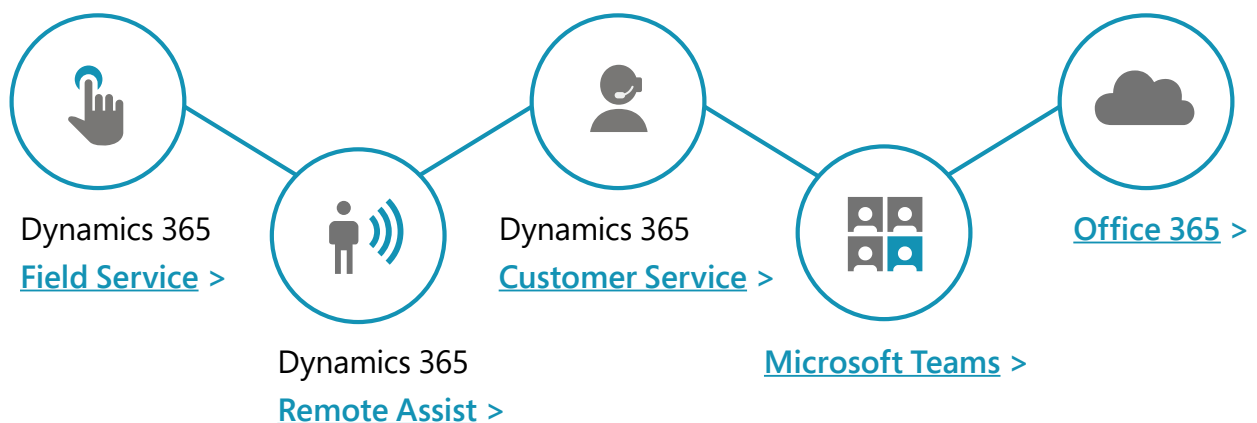 Dynamics 365
Field Service >
Dynamics 365
Remote Assist >
Dynamics 365
Customer Service >
Microsoft Teams >
Office 365 >